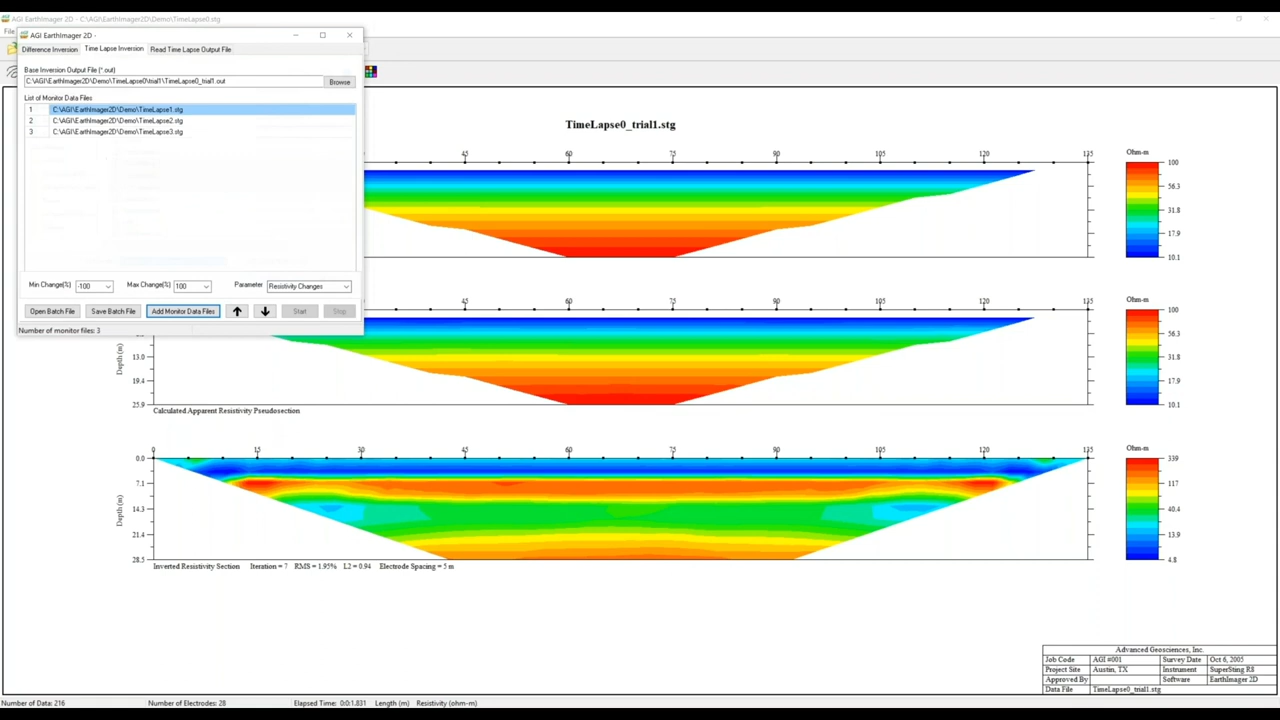 AGI EarthImager 2D - C:\AGI\EarthImager2D\Demo\TimeLapse0.stg
File
AGI EarthImager 2D -
Difference Inversion Time Lapse Inversion Read Time Lapse Output File
Base Inversion Output File (*.out)
C:\AGI\EarthImager2D\Demo\TimeLapse0\trial1\TimeLapse0_trial1.out Browse
List of Monitor Data Files
1 C:\AGI\EarthImager2D\Demo\TimeLapse1.stg
2 C:\AGI\EarthImager2D\Demo\TimeLapse2.stg
3 C:\AGI\EarthImager2D\Demo\TimeLapse3.stg
Min Change(%) -100 Max Change(%) 100 Parameter Resistivity Changes
Open Batch File Save Batch File Add Monitor Data Files Start Stop
Number of monitor files: 3
TimeLapse0_trial1.stg
45 60 75 90 105 120 135
Ohm-m
100
56.3
31.8
17.9
10.1
45 60 75 90 105 120 135
Ohm-m
100
56.3
31.8
17.9
10.1
Depth (m)
13.0
19.4
25.9
Calculated Apparent Resistivity Pseudosection
0 15 30 45 60 75 90 105 120 135
Ohm-m
339
117
40.4
13.9
4.8
Depth (m)
0.0
7.1
14.3
21.4
28.5
Inverted Resistivity Section Iteration = 7 RMS = 1.95% L2 = 0.94 Electrode Spacing = 5 m
Advanced Geosciences, Inc.
Job Code AGI #001 Survey Date Oct 6, 2005
Project Site Austin, TX Instrument SuperSting R8
Approved By Software EarthImager 2D
Data File TimeLapse0_trial1.stg
Number of Data: 216 Number of Electrodes: 28 Elapsed Time: 0:0:1.831 Length (m) Resistivity (ohm-m)